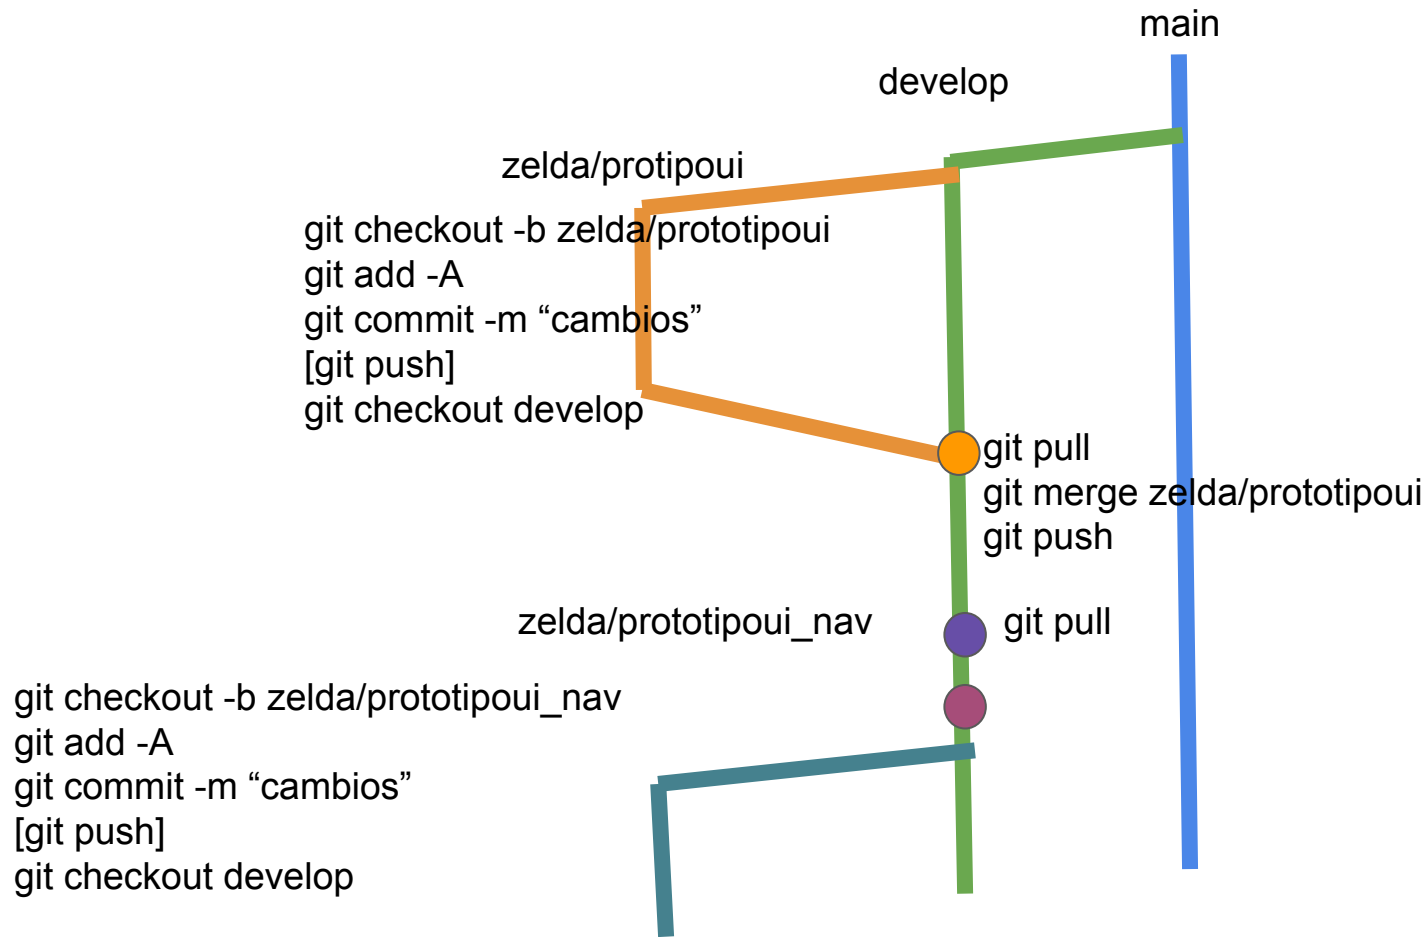 main
develop
zelda/protipoui
git checkout -b zelda/prototipoui
git add -A
git commit -m “cambios”
[git push]
git checkout develop
git pull
git merge zelda/prototipoui
git push
zelda/prototipoui_nav
git pull
git checkout -b zelda/prototipoui_nav
git add -A
git commit -m “cambios”
[git push]
git checkout develop